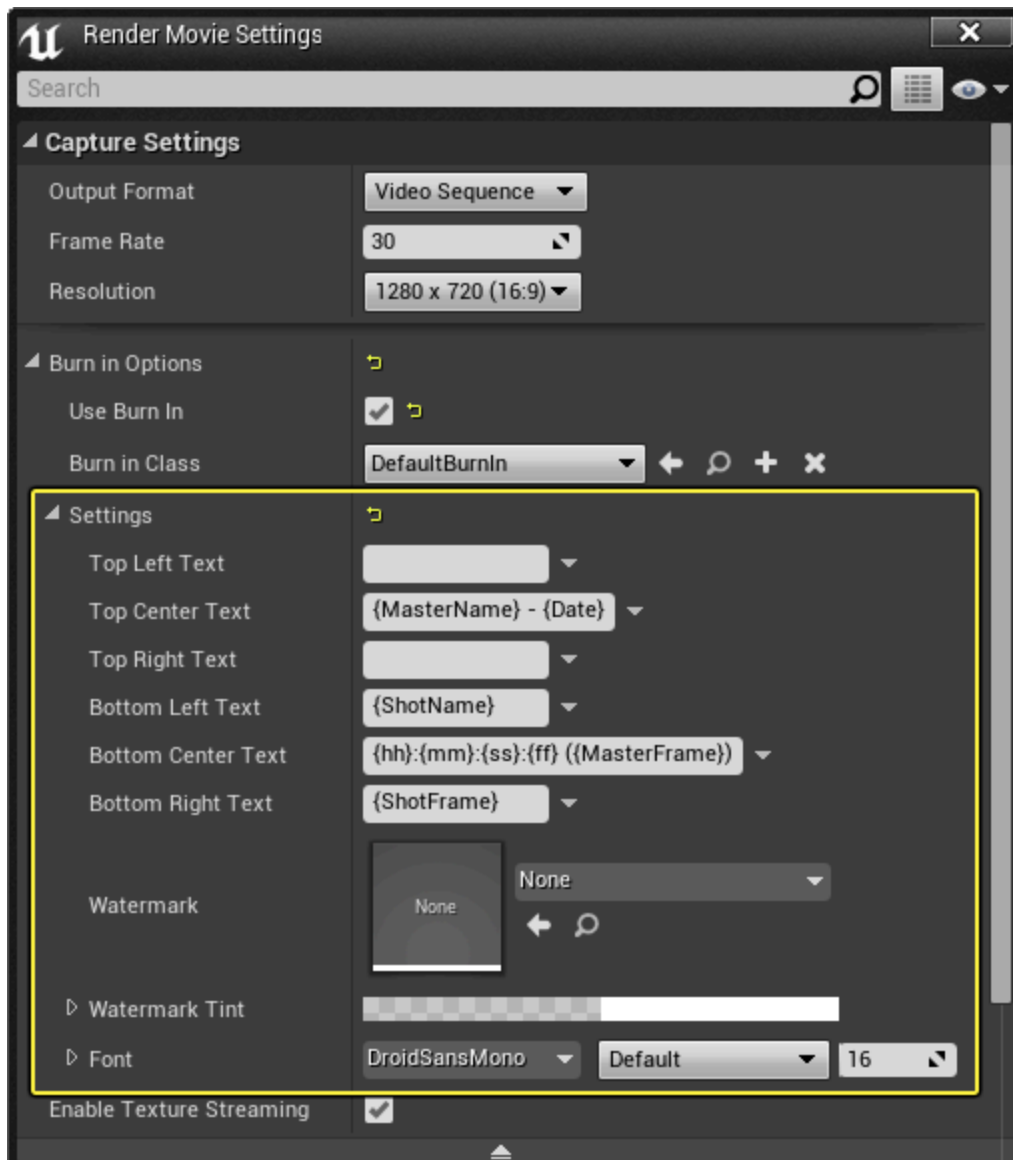 Render Movie Settings
Search
Capture Settings
Output Format Video Sequence
Frame Rate 30
Resolution 1280 x 720 (16:9)
Burn in Options
Use Burn In
Burn in Class DefaultBurnIn
Settings
Top Left Text
Top Center Text {MasterName} - {Date}
Top Right Text
Bottom Left Text {ShotName}
Bottom Center Text {hh}:{mm}:{ss}:{ff} ({MasterFrame})
Bottom Right Text {ShotFrame}
Watermark None None
Watermark Tint
Font DroidSansMono Default 16
Enable Texture Streaming